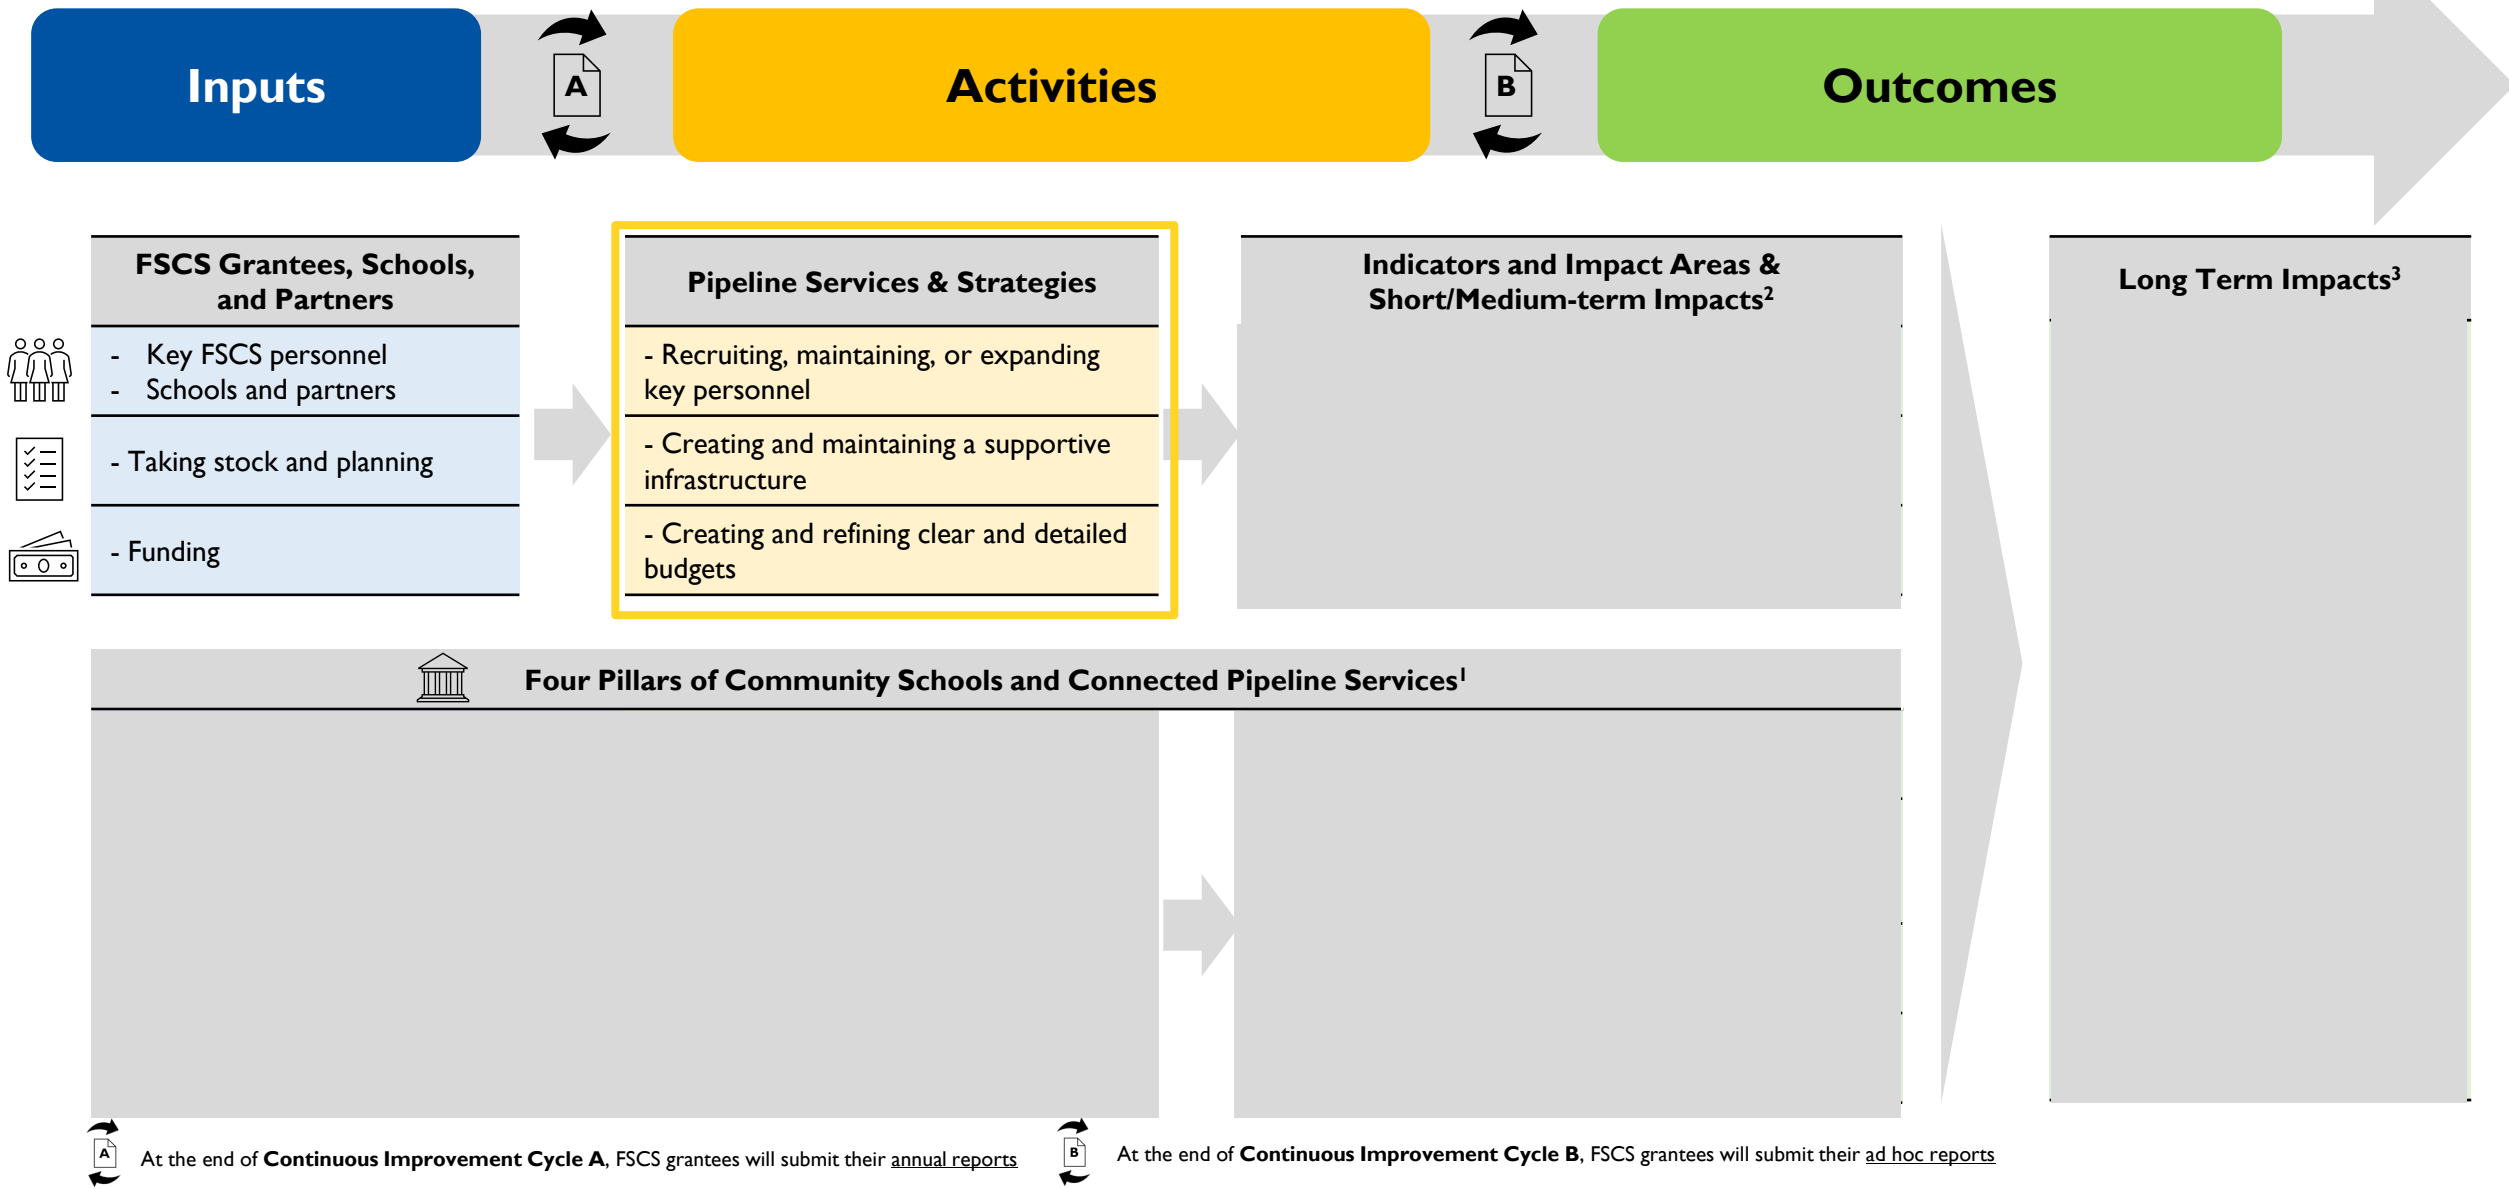 Inputs
A
Activities
B
Outcomes
FSCS Grantees, Schools,
and Partners
- Key FSCS personnel
- Schools and partners
- Taking stock and planning
- Funding
Pipeline Services & Strategies
- Recruiting, maintaining, or expanding
key personnel
- Creating and maintaining a supportive
infrastructure
- Creating and refining clear and detailed
budgets
Indicators and Impact Areas &
Short/Medium-term Impacts²
Long Term Impacts³
Four Pillars of Community Schools and Connected Pipeline Services¹
A
At the end of Continuous Improvement Cycle A, FSCS grantees will submit their annual reports
B
At the end of Continuous Improvement Cycle B, FSCS grantees will submit their ad hoc reports